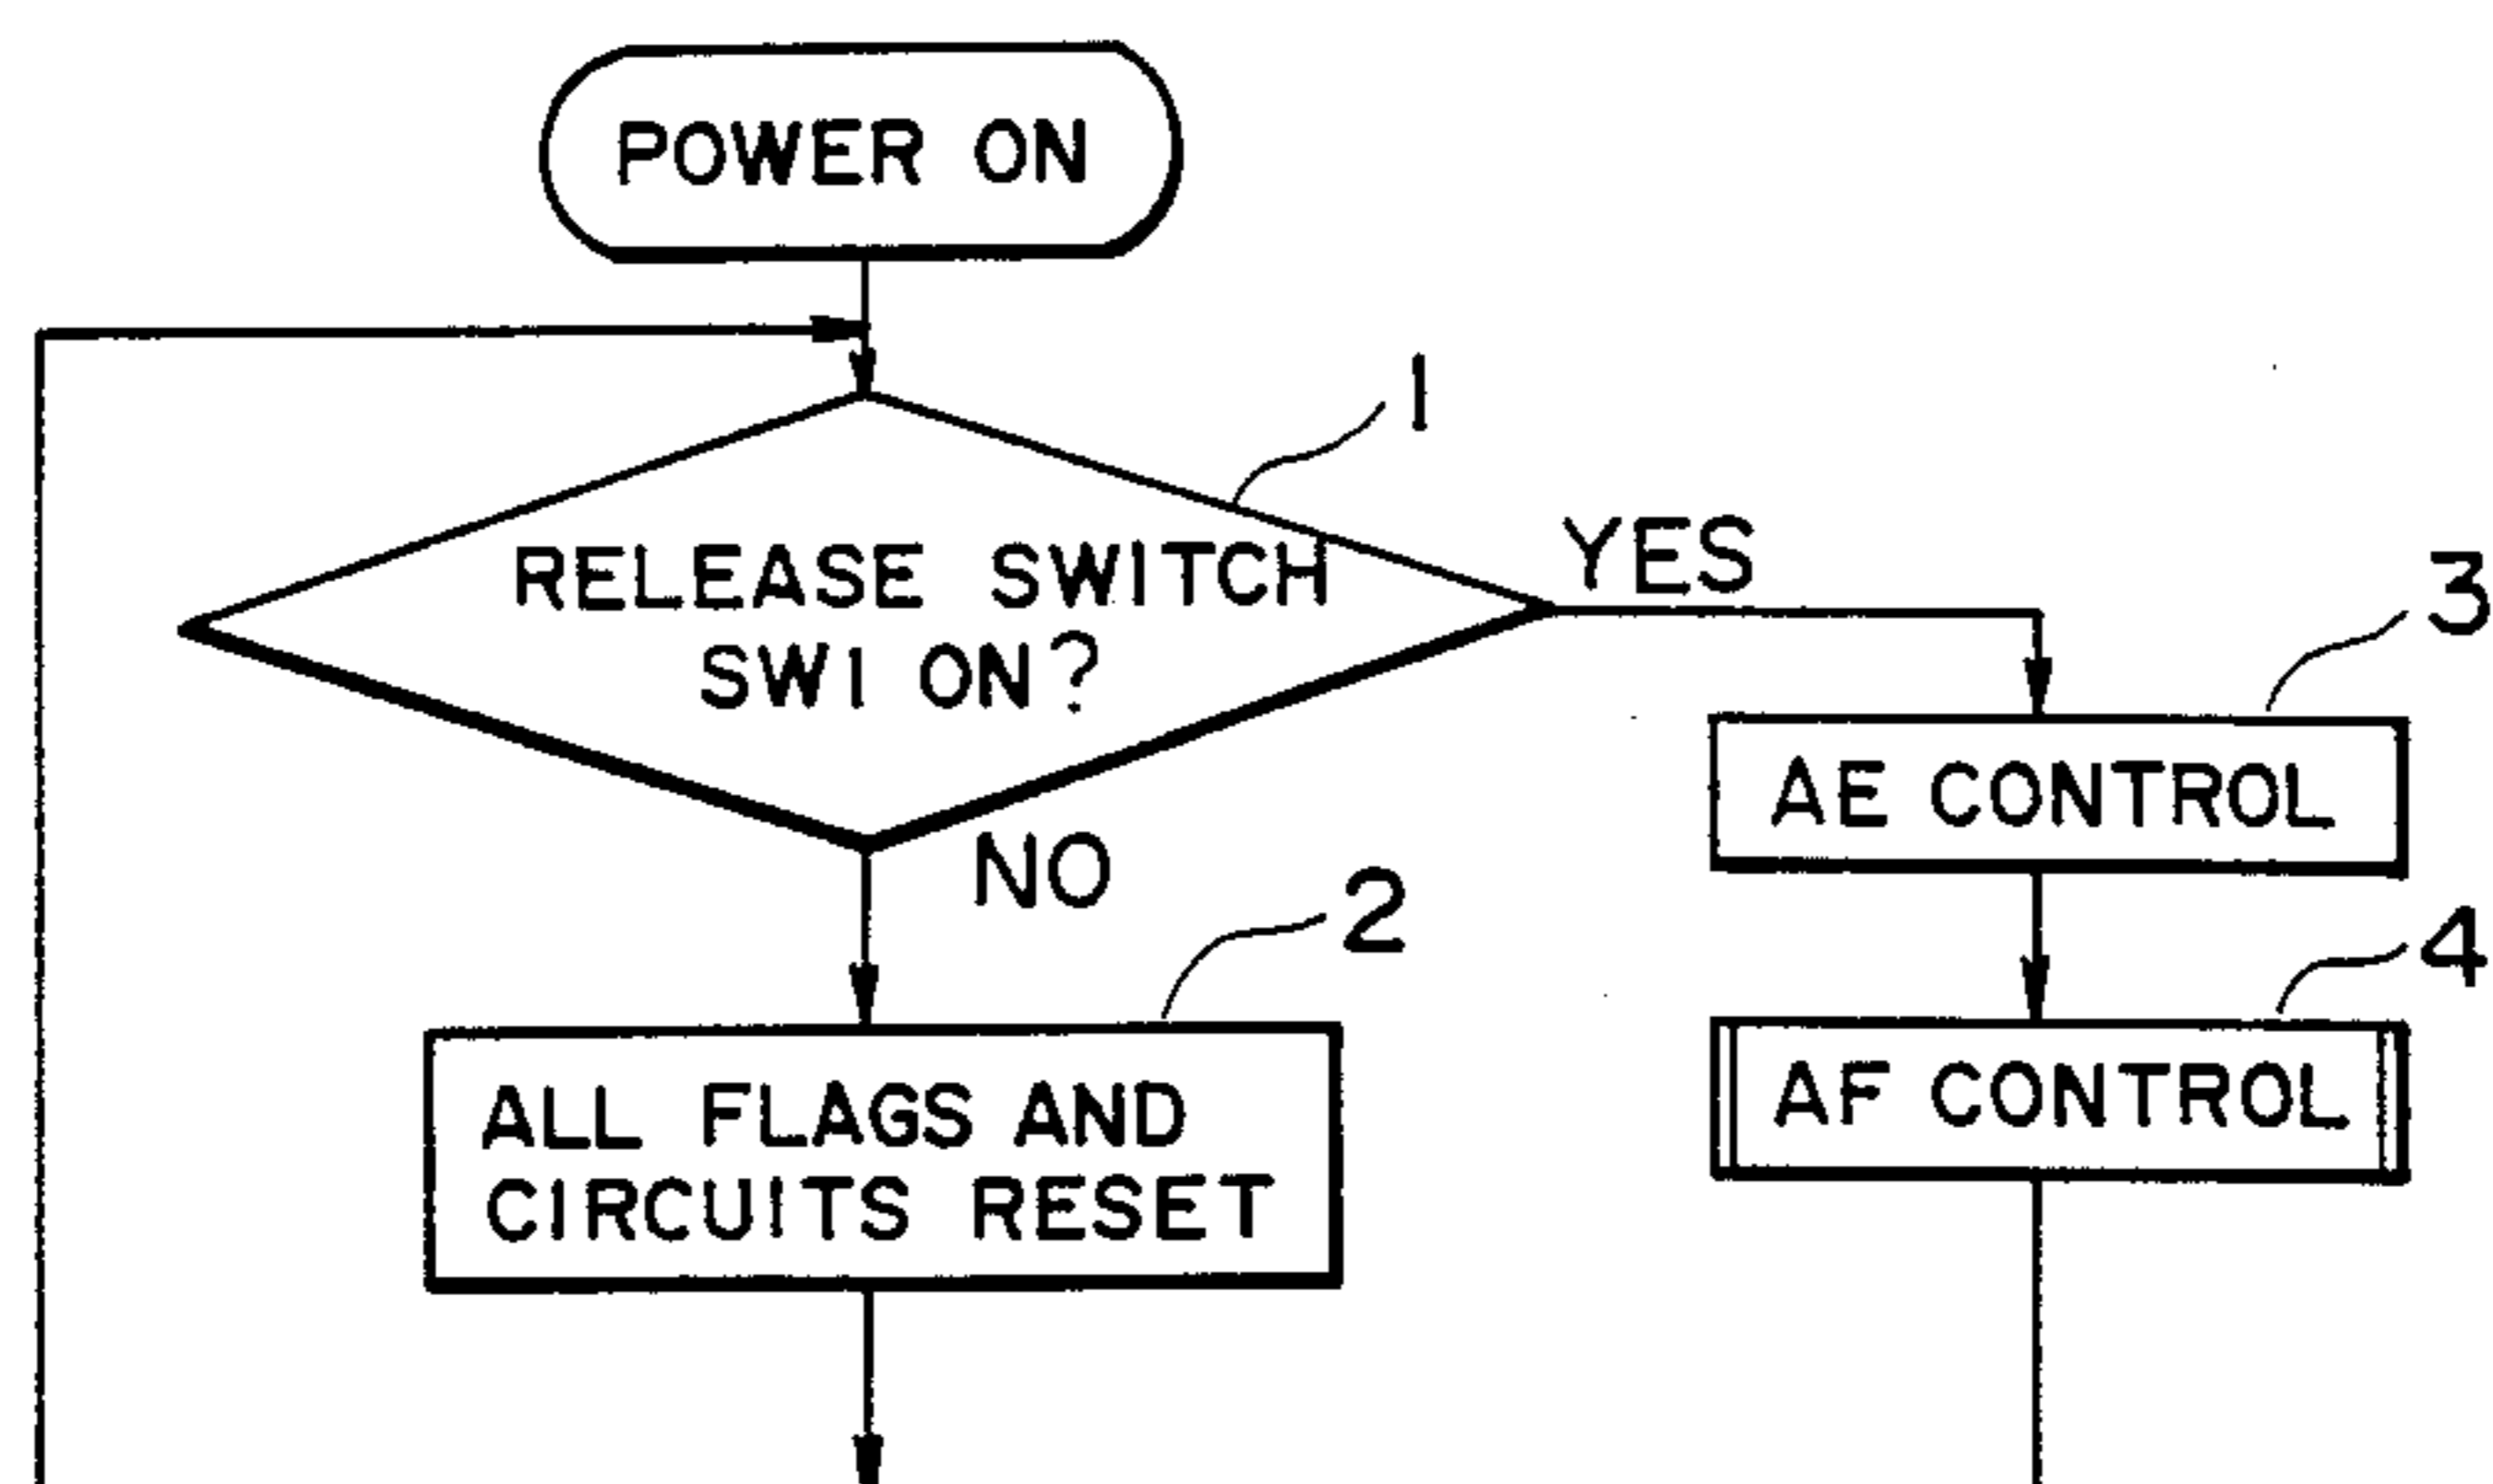 POWER ON
1
RELEASE SWITCH
SW1 ON?
YES
NO
2
ALL FLAGS AND
CIRCUITS RESET
3
AE CONTROL
4
AF CONTROL